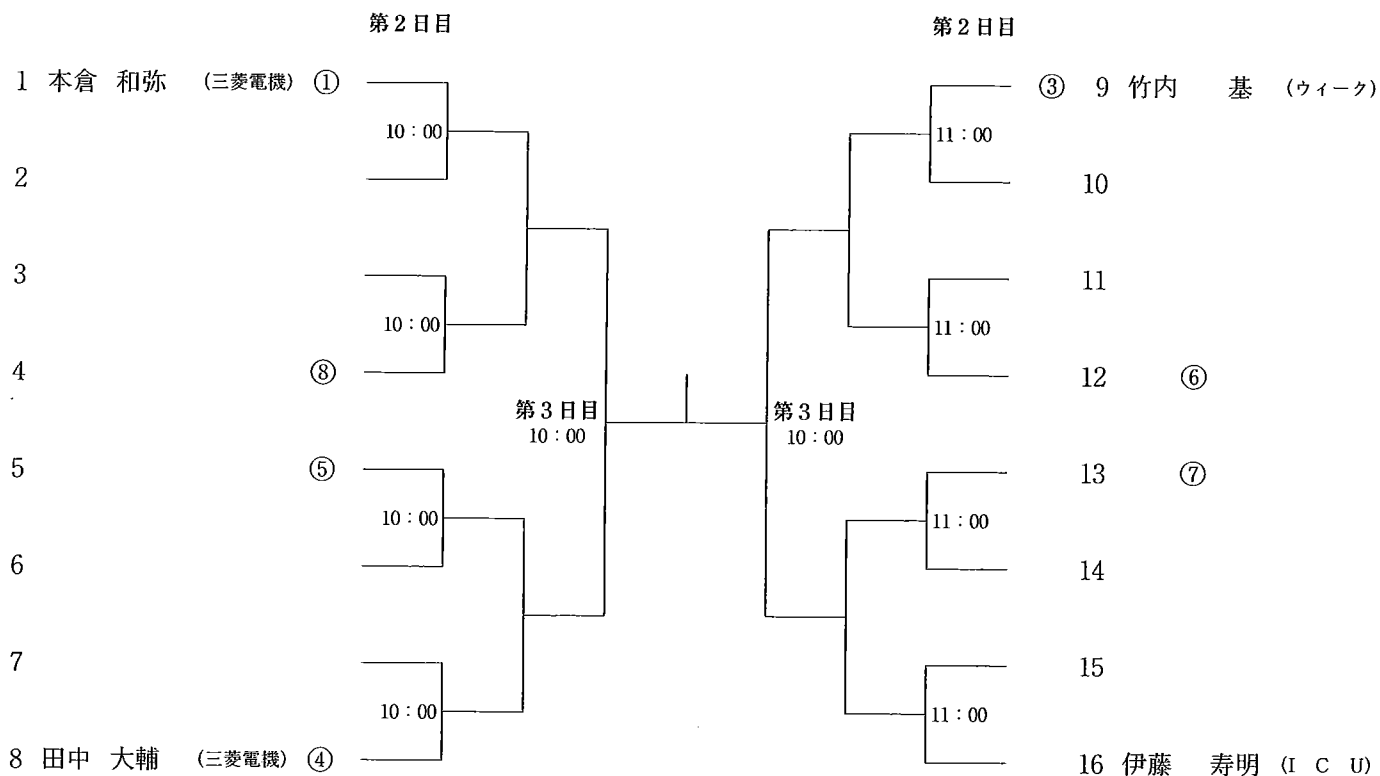 第2日目
1 本倉 和弥 (三菱電機) ①
10:00
2
3
10:00
4 ⑧
第3日目
10:00
5 ⑤
10:00
6
7
10:00
8 田中 大輔 (三菱電機) ④
第2日目
③ 9 竹内 基 (ウィーク)
11:00
10
11
11:00
12 ⑥
第3日目
10:00
13 ⑦
11:00
14
15
11:00
16 伊藤 寿明 (I C U)